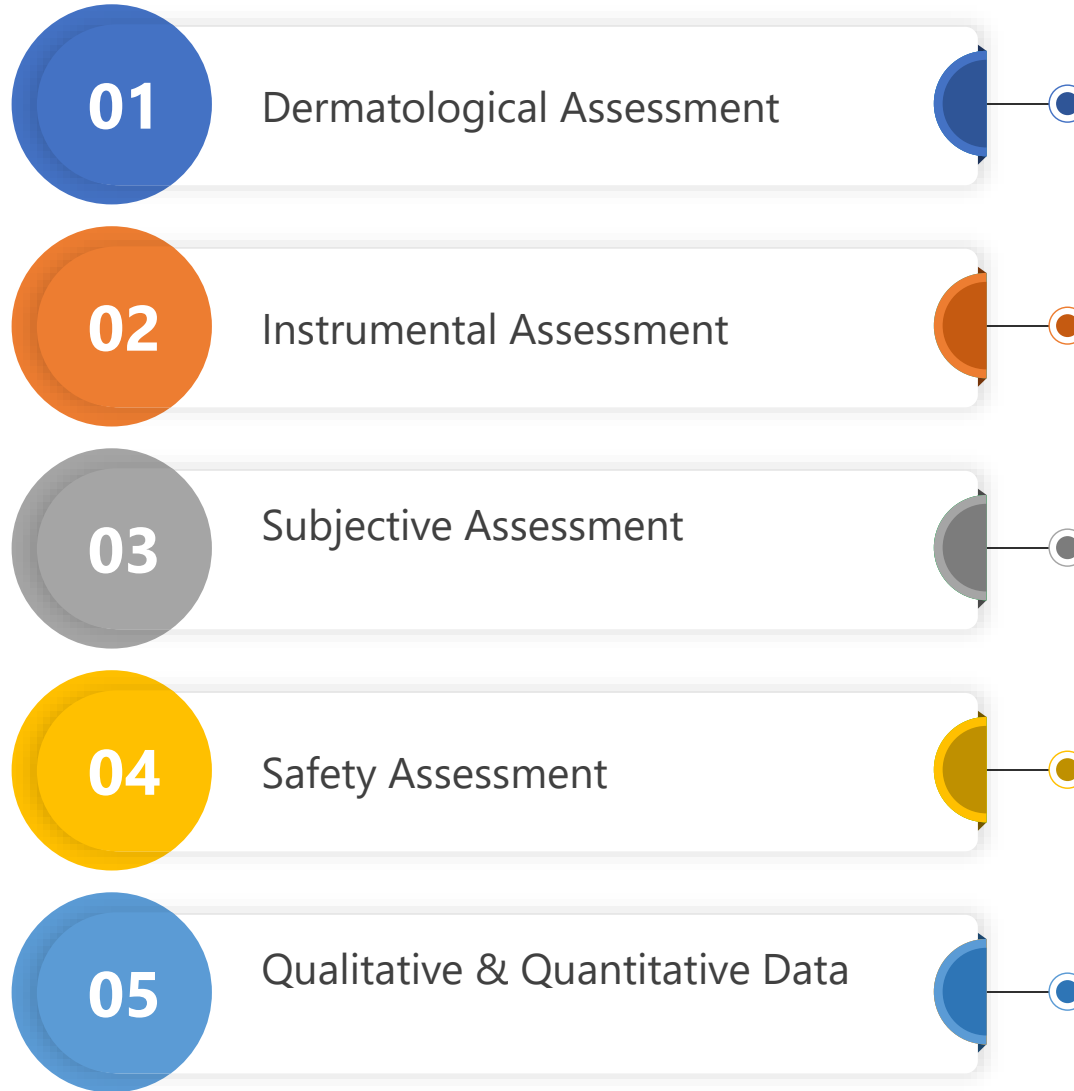 01
Dermatological Assessment
02
Instrumental Assessment
03
Subjective Assessment
04
Safety Assessment
05
Qualitative & Quantitative Data